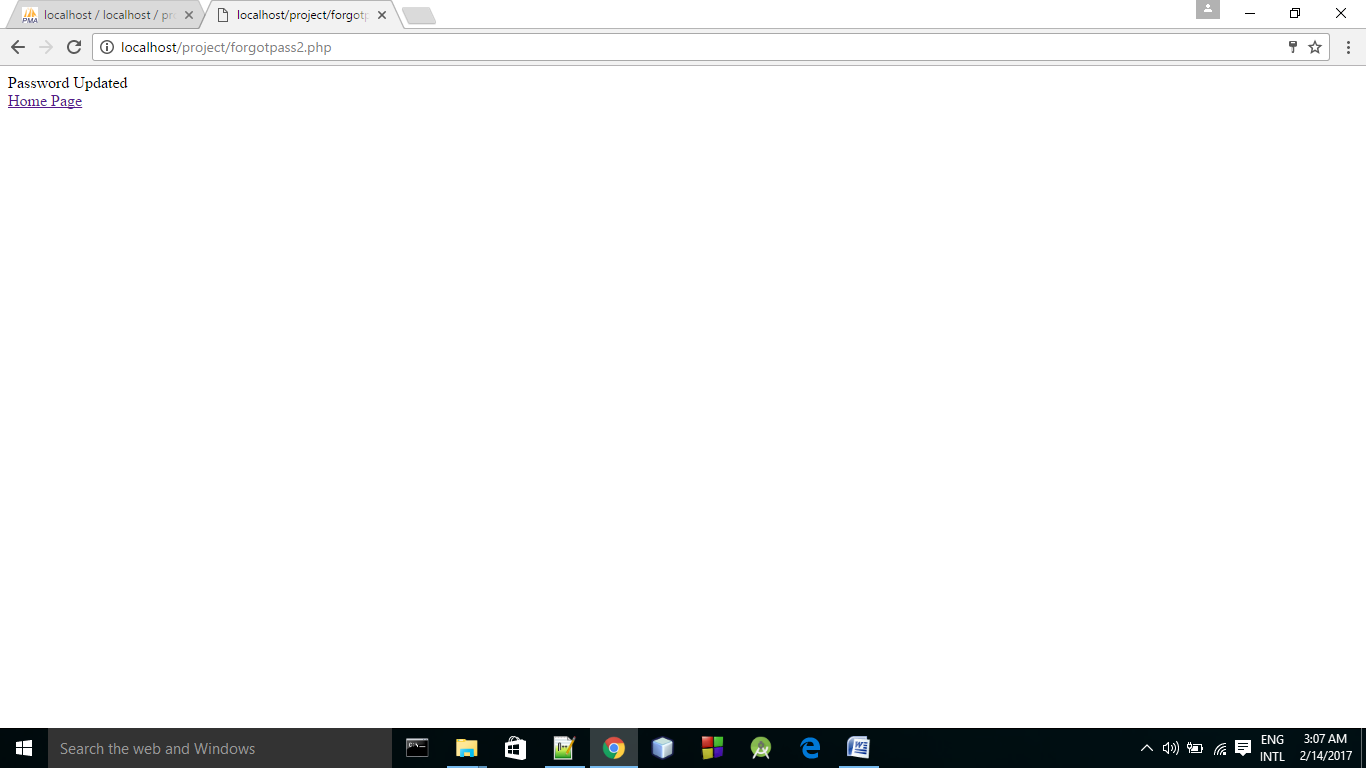 localhost / localhost / pr
localhost/project/forgotp
localhost/project/forgotpass2.php
Password Updated
Home Page
Search the web and Windows
ENG
INTL
3:07 AM
2/14/2017